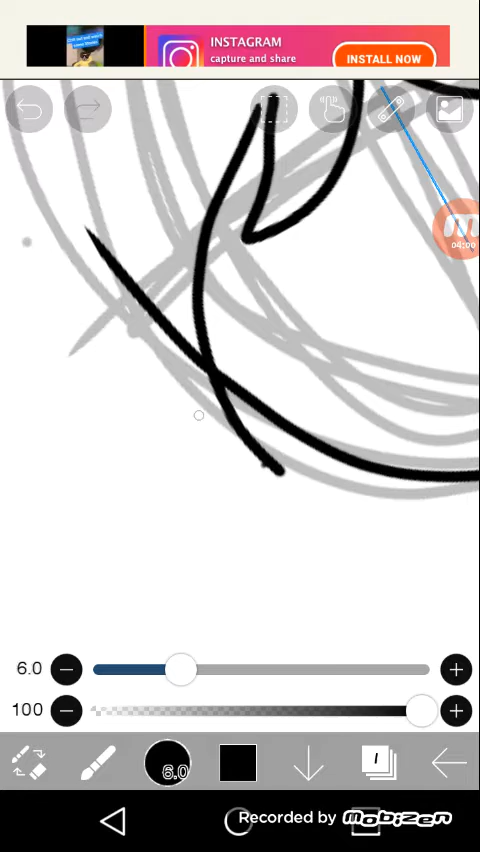 INSTAGRAM
capture and share
INSTALL NOW
04:00
6.0
100
6.0
I
Recorded by Mobizen